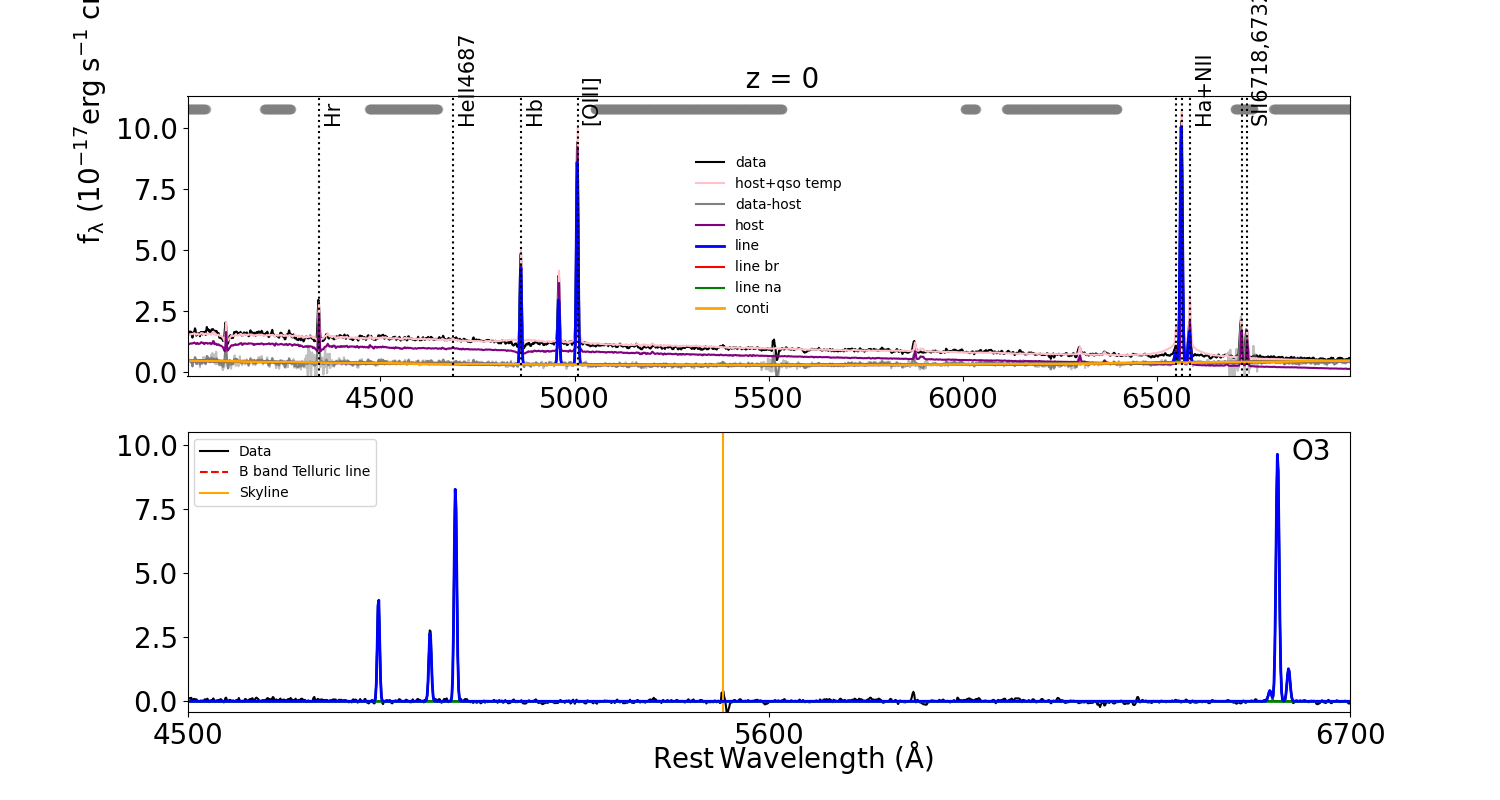 z = 0
f_λ (10^−17 erg s^−1 c
Hr
HeII4687
Hb
[OIII]
Ha+NII
SII6718,673
10.0
7.5
5.0
2.5
0.0
data
host+qso temp
data-host
host
line
line br
line na
conti
4500 5000 5500 6000 6500
10.0
7.5
5.0
2.5
0.0
Data
B band Telluric line
Skyline
O3
4500 5600 6700
Rest Wavelength (Å)